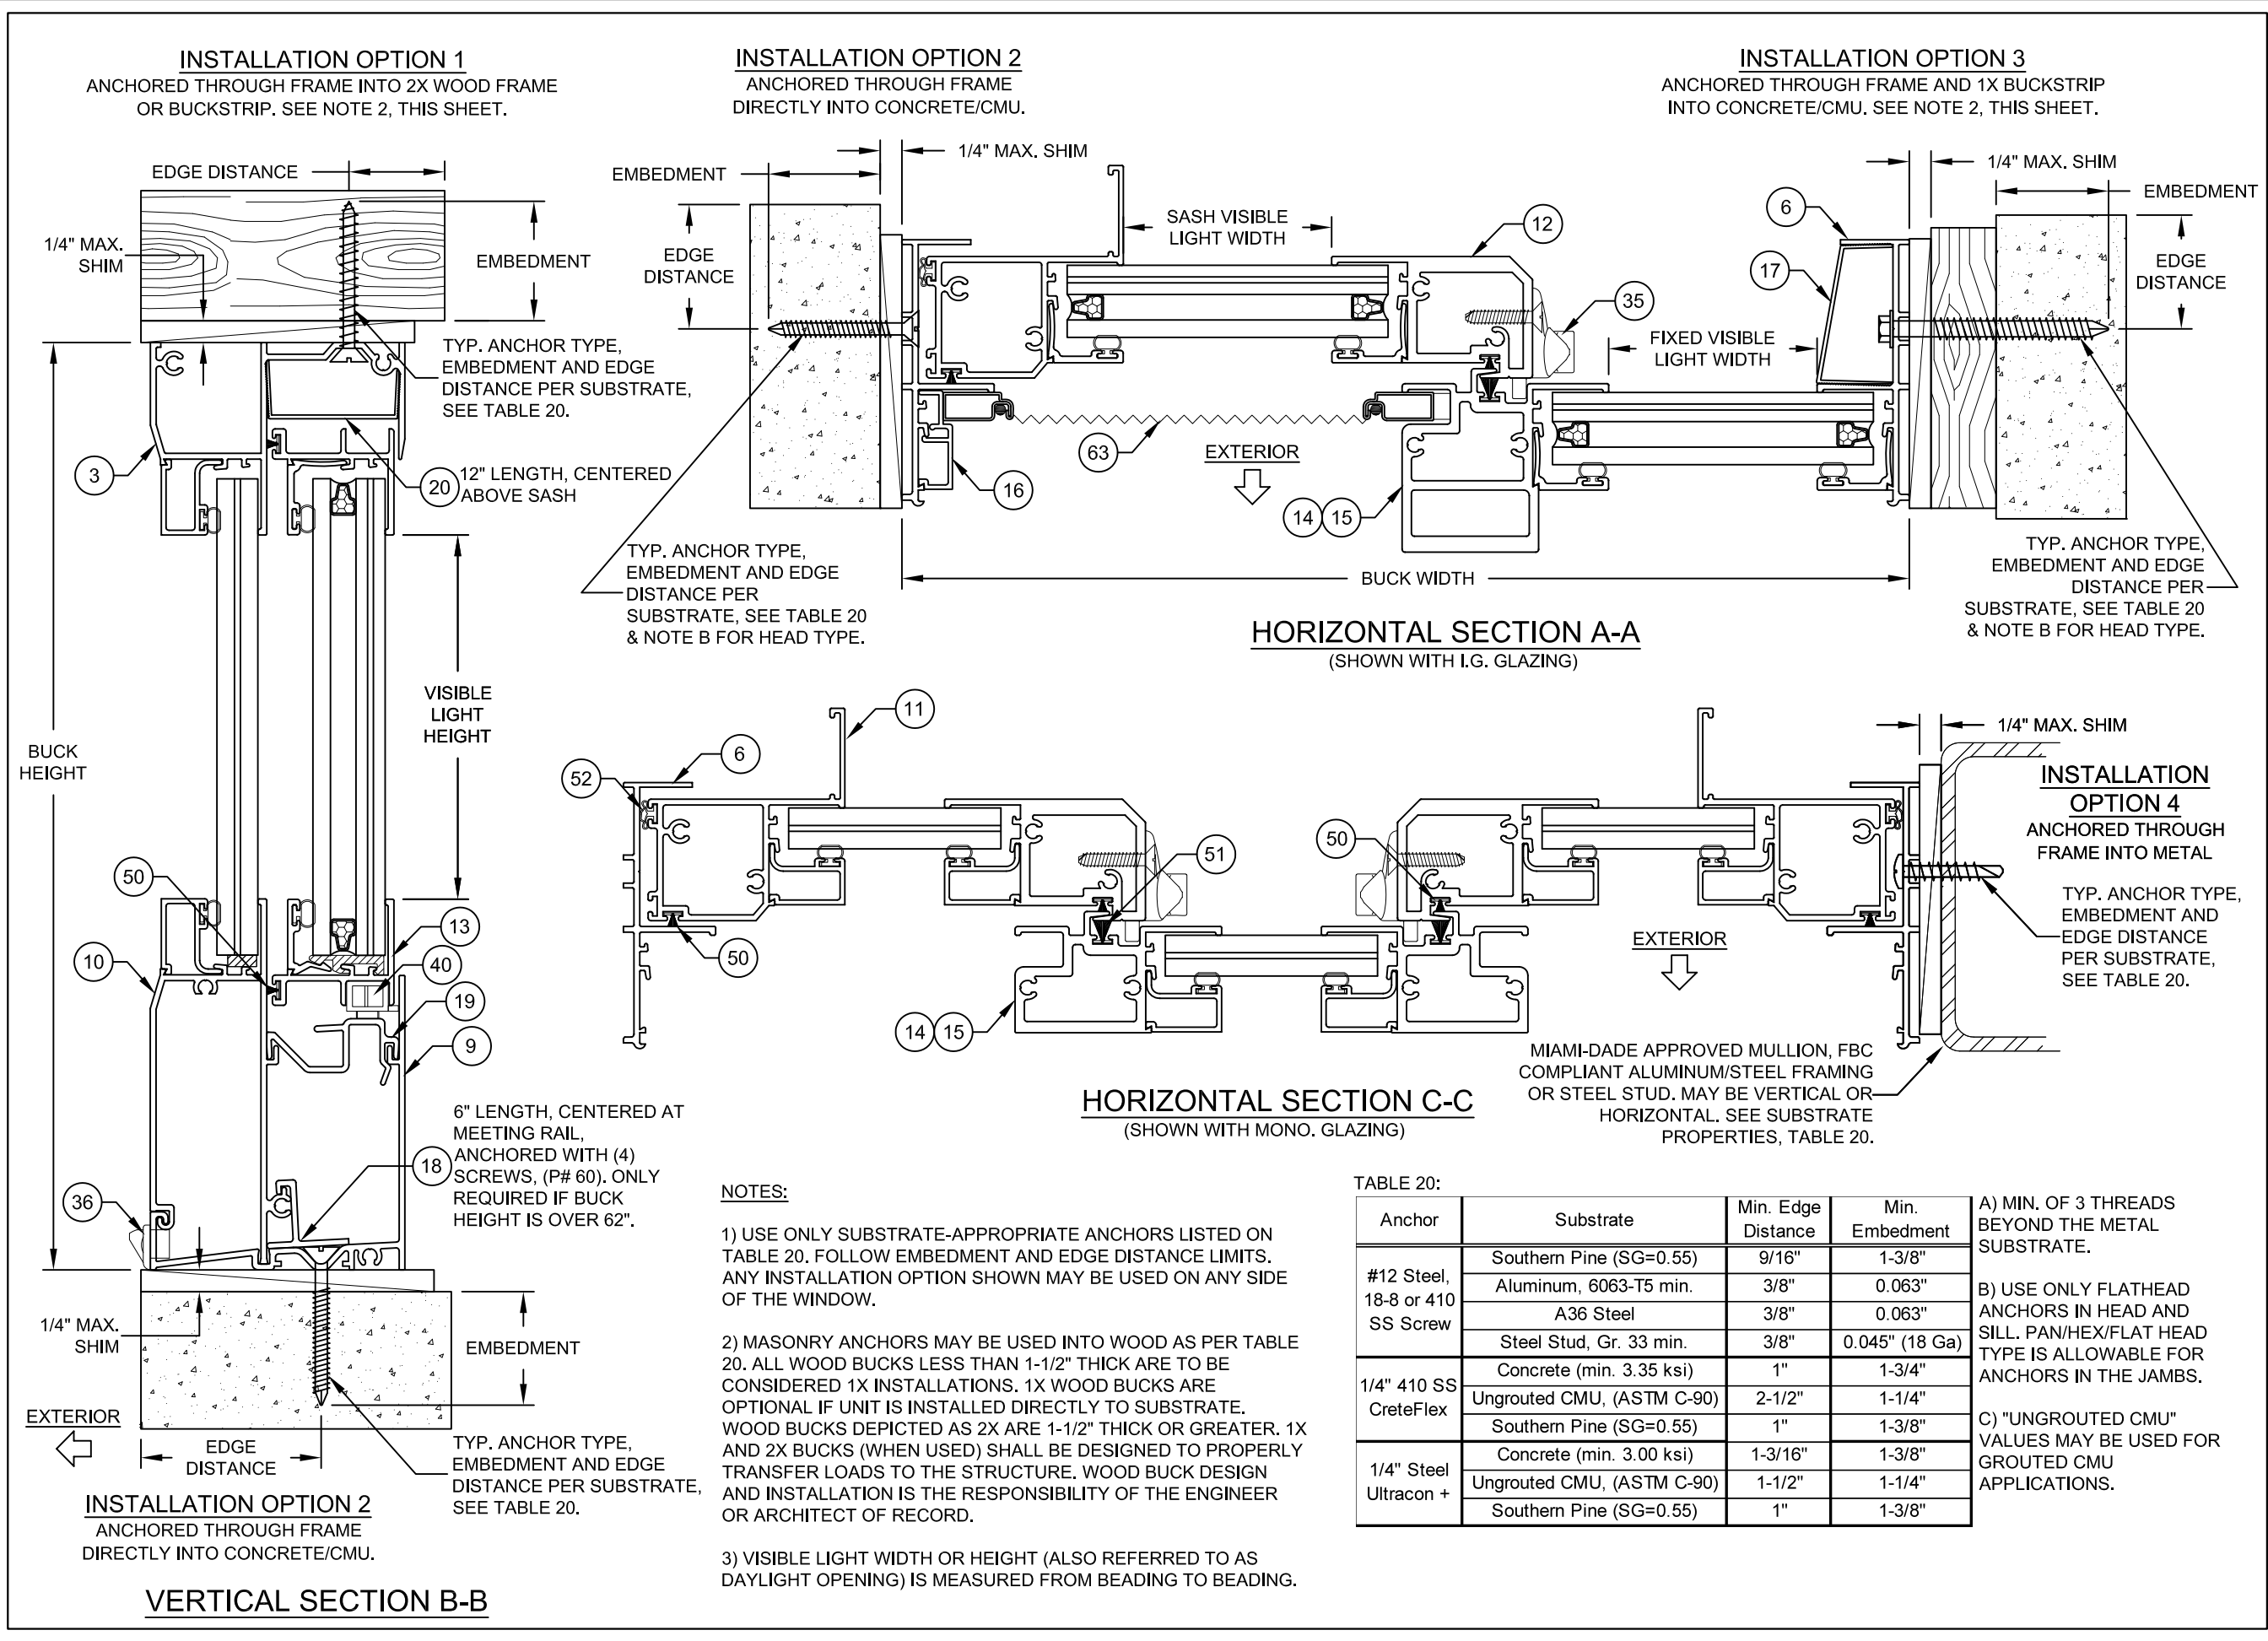 INSTALLATION OPTION 1
ANCHORED THROUGH FRAME INTO 2X WOOD FRAME
OR BUCKSTRIP. SEE NOTE 2, THIS SHEET.
EDGE DISTANCE
1/4" MAX.
SHIM
EMBEDMENT
TYP. ANCHOR TYPE,
EMBEDMENT AND EDGE
DISTANCE PER SUBSTRATE,
SEE TABLE 20.
3
20
12" LENGTH, CENTERED
ABOVE SASH
VISIBLE
LIGHT
HEIGHT
BUCK
HEIGHT
50
13
10
40
19
9
6" LENGTH, CENTERED AT
MEETING RAIL,
ANCHORED WITH (4)
SCREWS, (P# 60). ONLY
REQUIRED IF BUCK
HEIGHT IS OVER 62".
18
36
1/4" MAX.
SHIM
EMBEDMENT
EXTERIOR
EDGE
DISTANCE
TYP. ANCHOR TYPE,
EMBEDMENT AND EDGE
DISTANCE PER SUBSTRATE,
SEE TABLE 20.
INSTALLATION OPTION 2
ANCHORED THROUGH FRAME
DIRECTLY INTO CONCRETE/CMU.
VERTICAL SECTION B-B
INSTALLATION OPTION 2
ANCHORED THROUGH FRAME
DIRECTLY INTO CONCRETE/CMU.
1/4" MAX. SHIM
EMBEDMENT
EDGE
DISTANCE
SASH VISIBLE
LIGHT WIDTH
12
35
FIXED VISIBLE
LIGHT WIDTH
63
EXTERIOR
16
14 15
TYP. ANCHOR TYPE,
EMBEDMENT AND EDGE
DISTANCE PER
SUBSTRATE, SEE TABLE 20
& NOTE B FOR HEAD TYPE.
BUCK WIDTH
INSTALLATION OPTION 3
ANCHORED THROUGH FRAME AND 1X BUCKSTRIP
INTO CONCRETE/CMU. SEE NOTE 2, THIS SHEET.
1/4" MAX. SHIM
EMBEDMENT
6
17
EDGE
DISTANCE
TYP. ANCHOR TYPE,
EMBEDMENT AND EDGE
DISTANCE PER
SUBSTRATE, SEE TABLE 20
& NOTE B FOR HEAD TYPE.
HORIZONTAL SECTION A-A
(SHOWN WITH I.G. GLAZING)
11
6
52
50
51
50
14 15
EXTERIOR
1/4" MAX. SHIM
INSTALLATION
OPTION 4
ANCHORED THROUGH
FRAME INTO METAL
TYP. ANCHOR TYPE,
EMBEDMENT AND
EDGE DISTANCE
PER SUBSTRATE,
SEE TABLE 20.
MIAMI-DADE APPROVED MULLION, FBC
COMPLIANT ALUMINUM/STEEL FRAMING
OR STEEL STUD. MAY BE VERTICAL OR
HORIZONTAL. SEE SUBSTRATE
PROPERTIES, TABLE 20.
HORIZONTAL SECTION C-C
(SHOWN WITH MONO. GLAZING)
NOTES:
1) USE ONLY SUBSTRATE-APPROPRIATE ANCHORS LISTED ON
TABLE 20. FOLLOW EMBEDMENT AND EDGE DISTANCE LIMITS.
ANY INSTALLATION OPTION SHOWN MAY BE USED ON ANY SIDE
OF THE WINDOW.
2) MASONRY ANCHORS MAY BE USED INTO WOOD AS PER TABLE
20. ALL WOOD BUCKS LESS THAN 1-1/2" THICK ARE TO BE
CONSIDERED 1X INSTALLATIONS. 1X WOOD BUCKS ARE
OPTIONAL IF UNIT IS INSTALLED DIRECTLY TO SUBSTRATE.
WOOD BUCKS DEPICTED AS 2X ARE 1-1/2" THICK OR GREATER. 1X
AND 2X BUCKS (WHEN USED) SHALL BE DESIGNED TO PROPERLY
TRANSFER LOADS TO THE STRUCTURE. WOOD BUCK DESIGN
AND INSTALLATION IS THE RESPONSIBILITY OF THE ENGINEER
OR ARCHITECT OF RECORD.
3) VISIBLE LIGHT WIDTH OR HEIGHT (ALSO REFERRED TO AS
DAYLIGHT OPENING) IS MEASURED FROM BEADING TO BEADING.
TABLE 20:
Anchor Substrate Min. Edge Distance Min. Embedment
#12 Steel, 18-8 or 410 SS Screw Southern Pine (SG=0.55) 9/16" 1-3/8"
Aluminum, 6063-T5 min. 3/8" 0.063"
A36 Steel 3/8" 0.063"
Steel Stud, Gr. 33 min. 3/8" 0.045" (18 Ga)
1/4" 410 SS CreteFlex Concrete (min. 3.35 ksi) 1" 1-3/4"
Ungrouted CMU, (ASTM C-90) 2-1/2" 1-1/4"
Southern Pine (SG=0.55) 1" 1-3/8"
1/4" Steel Ultracon + Concrete (min. 3.00 ksi) 1-3/16" 1-3/8"
Ungrouted CMU, (ASTM C-90) 1-1/2" 1-1/4"
Southern Pine (SG=0.55) 1" 1-3/8"
A) MIN. OF 3 THREADS
BEYOND THE METAL
SUBSTRATE.
B) USE ONLY FLATHEAD
ANCHORS IN HEAD AND
SILL. PAN/HEX/FLAT HEAD
TYPE IS ALLOWABLE FOR
ANCHORS IN THE JAMBS.
C) "UNGROUTED CMU"
VALUES MAY BE USED FOR
GROUTED CMU
APPLICATIONS.